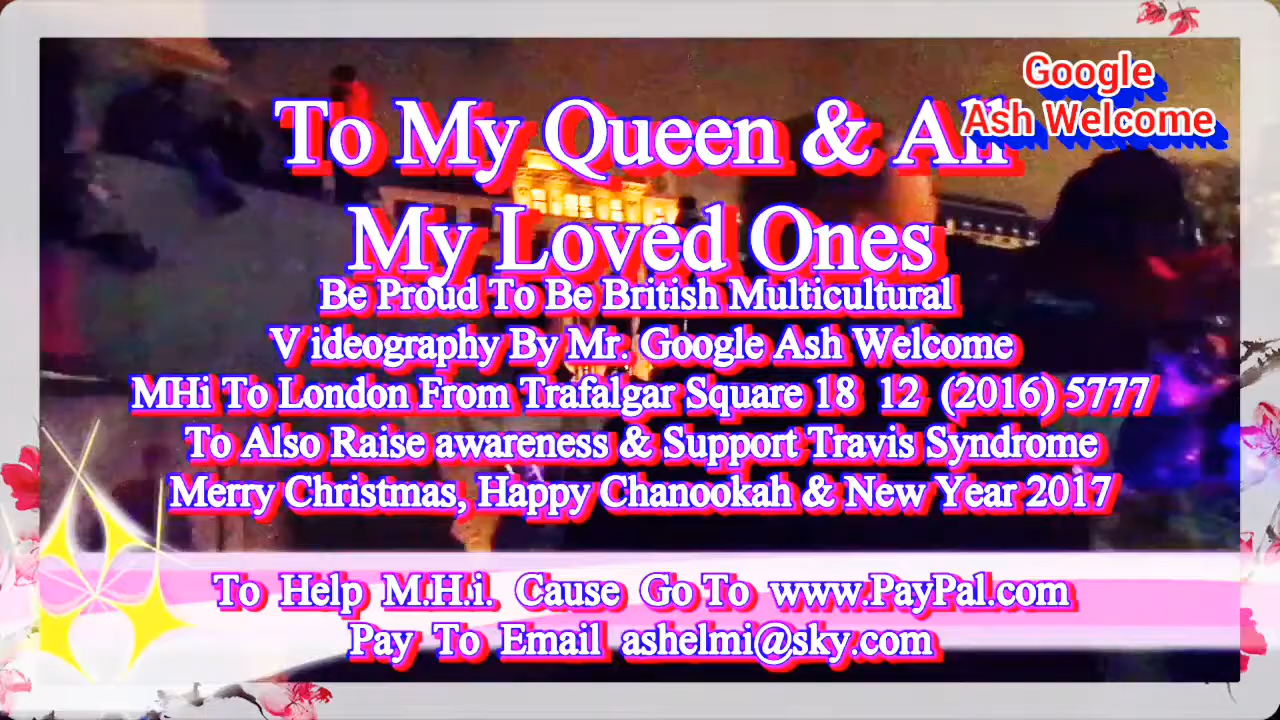 Google
Ash Welcome
To My Queen & All
My Loved Ones
Be Proud To Be British Multicultural
V ideography By Mr. Google Ash Welcome
MHi To London From Trafalgar Square 18 12 (2016) 5777
To Also Raise awareness & Support Travis Syndrome
Merry Christmas, Happy Chanookah & New Year 2017
To Help M.H.i. Cause Go To www.PayPal.com
Pay To Email ashelmi@sky.com